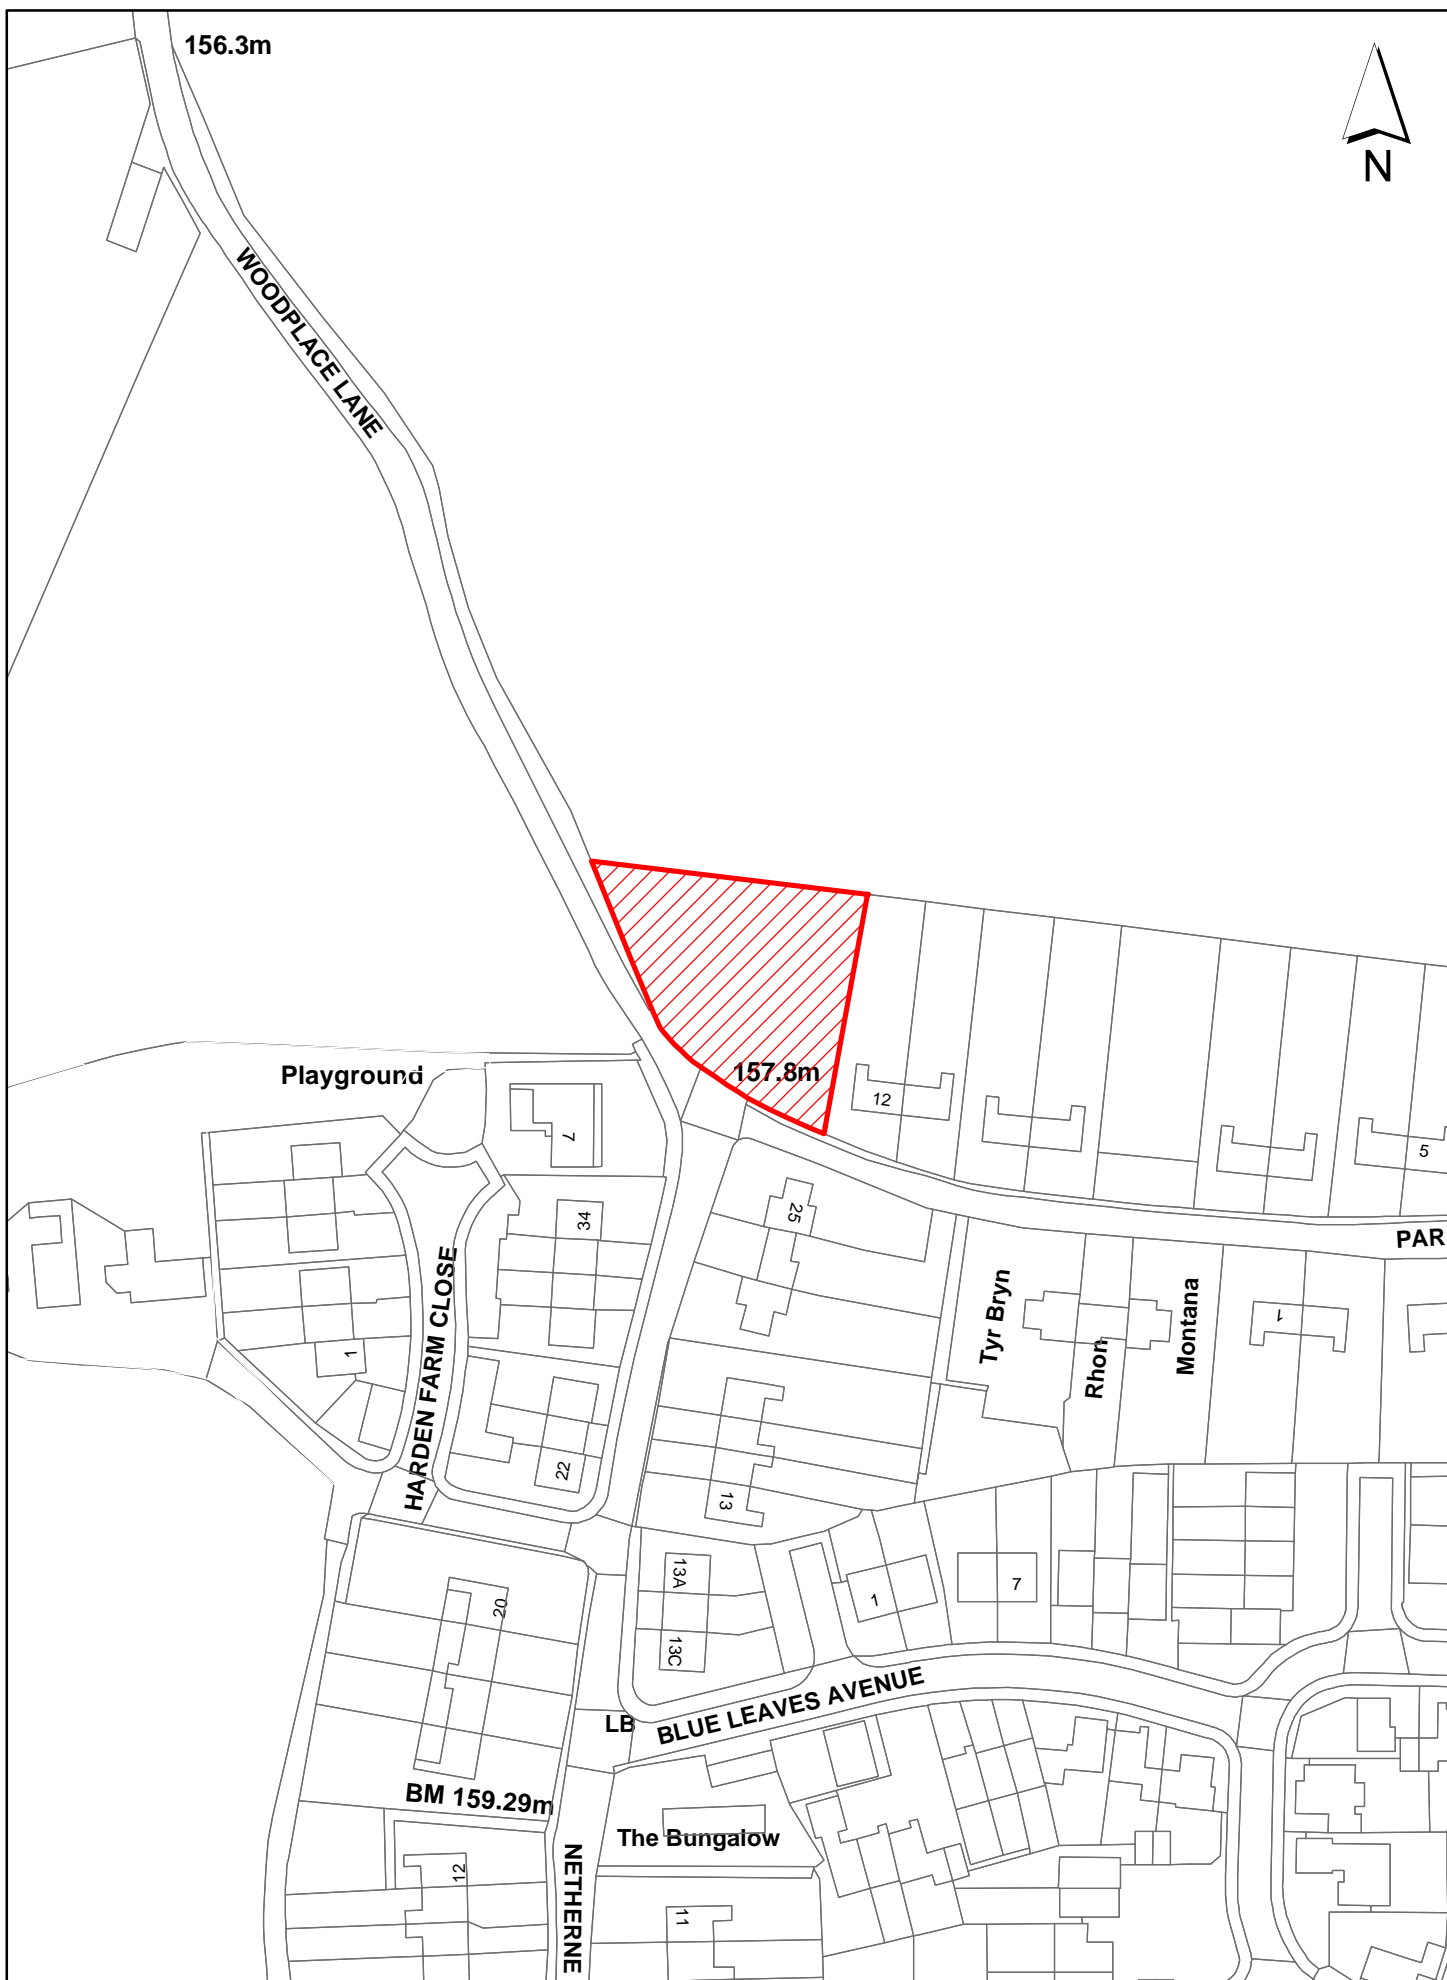 156.3m
N
WOODPLACE LANE
157.8m
Playground
12
7
5
34
25
PAR
HARDEN FARM CLOSE
Tyr Bryn
Rhon
Montana
1
1
22
13
13A
1
7
20
13C
BLUE LEAVES AVENUE
LB
BM 159.29m
The Bungalow
NETHERNE
12
11